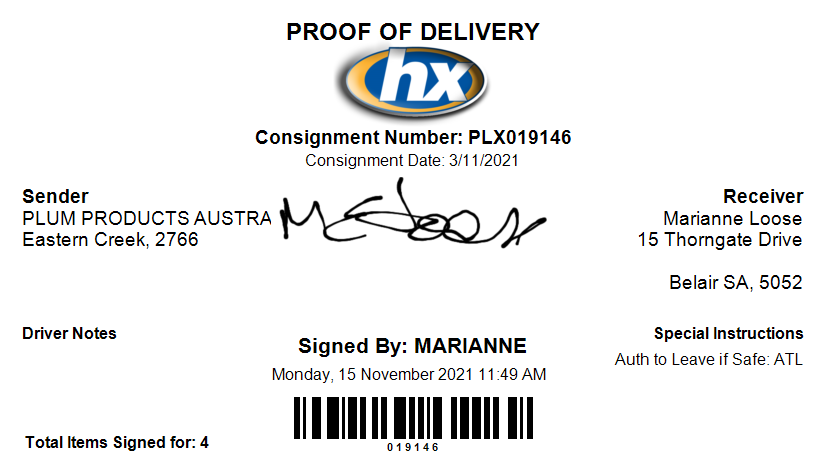 PROOF OF DELIVERY
hx
Consignment Number: PLX019146
Consignment Date: 3/11/2021
Sender
PLUM PRODUCTS AUSTRA
Eastern Creek, 2766
M E Loose
Receiver
Marianne Loose
15 Thorngate Drive
Belair SA, 5052
Driver Notes
Signed By: MARIANNE
Monday, 15 November 2021 11:49 AM
Special Instructions
Auth to Leave if Safe: ATL
Total Items Signed for: 4
019146